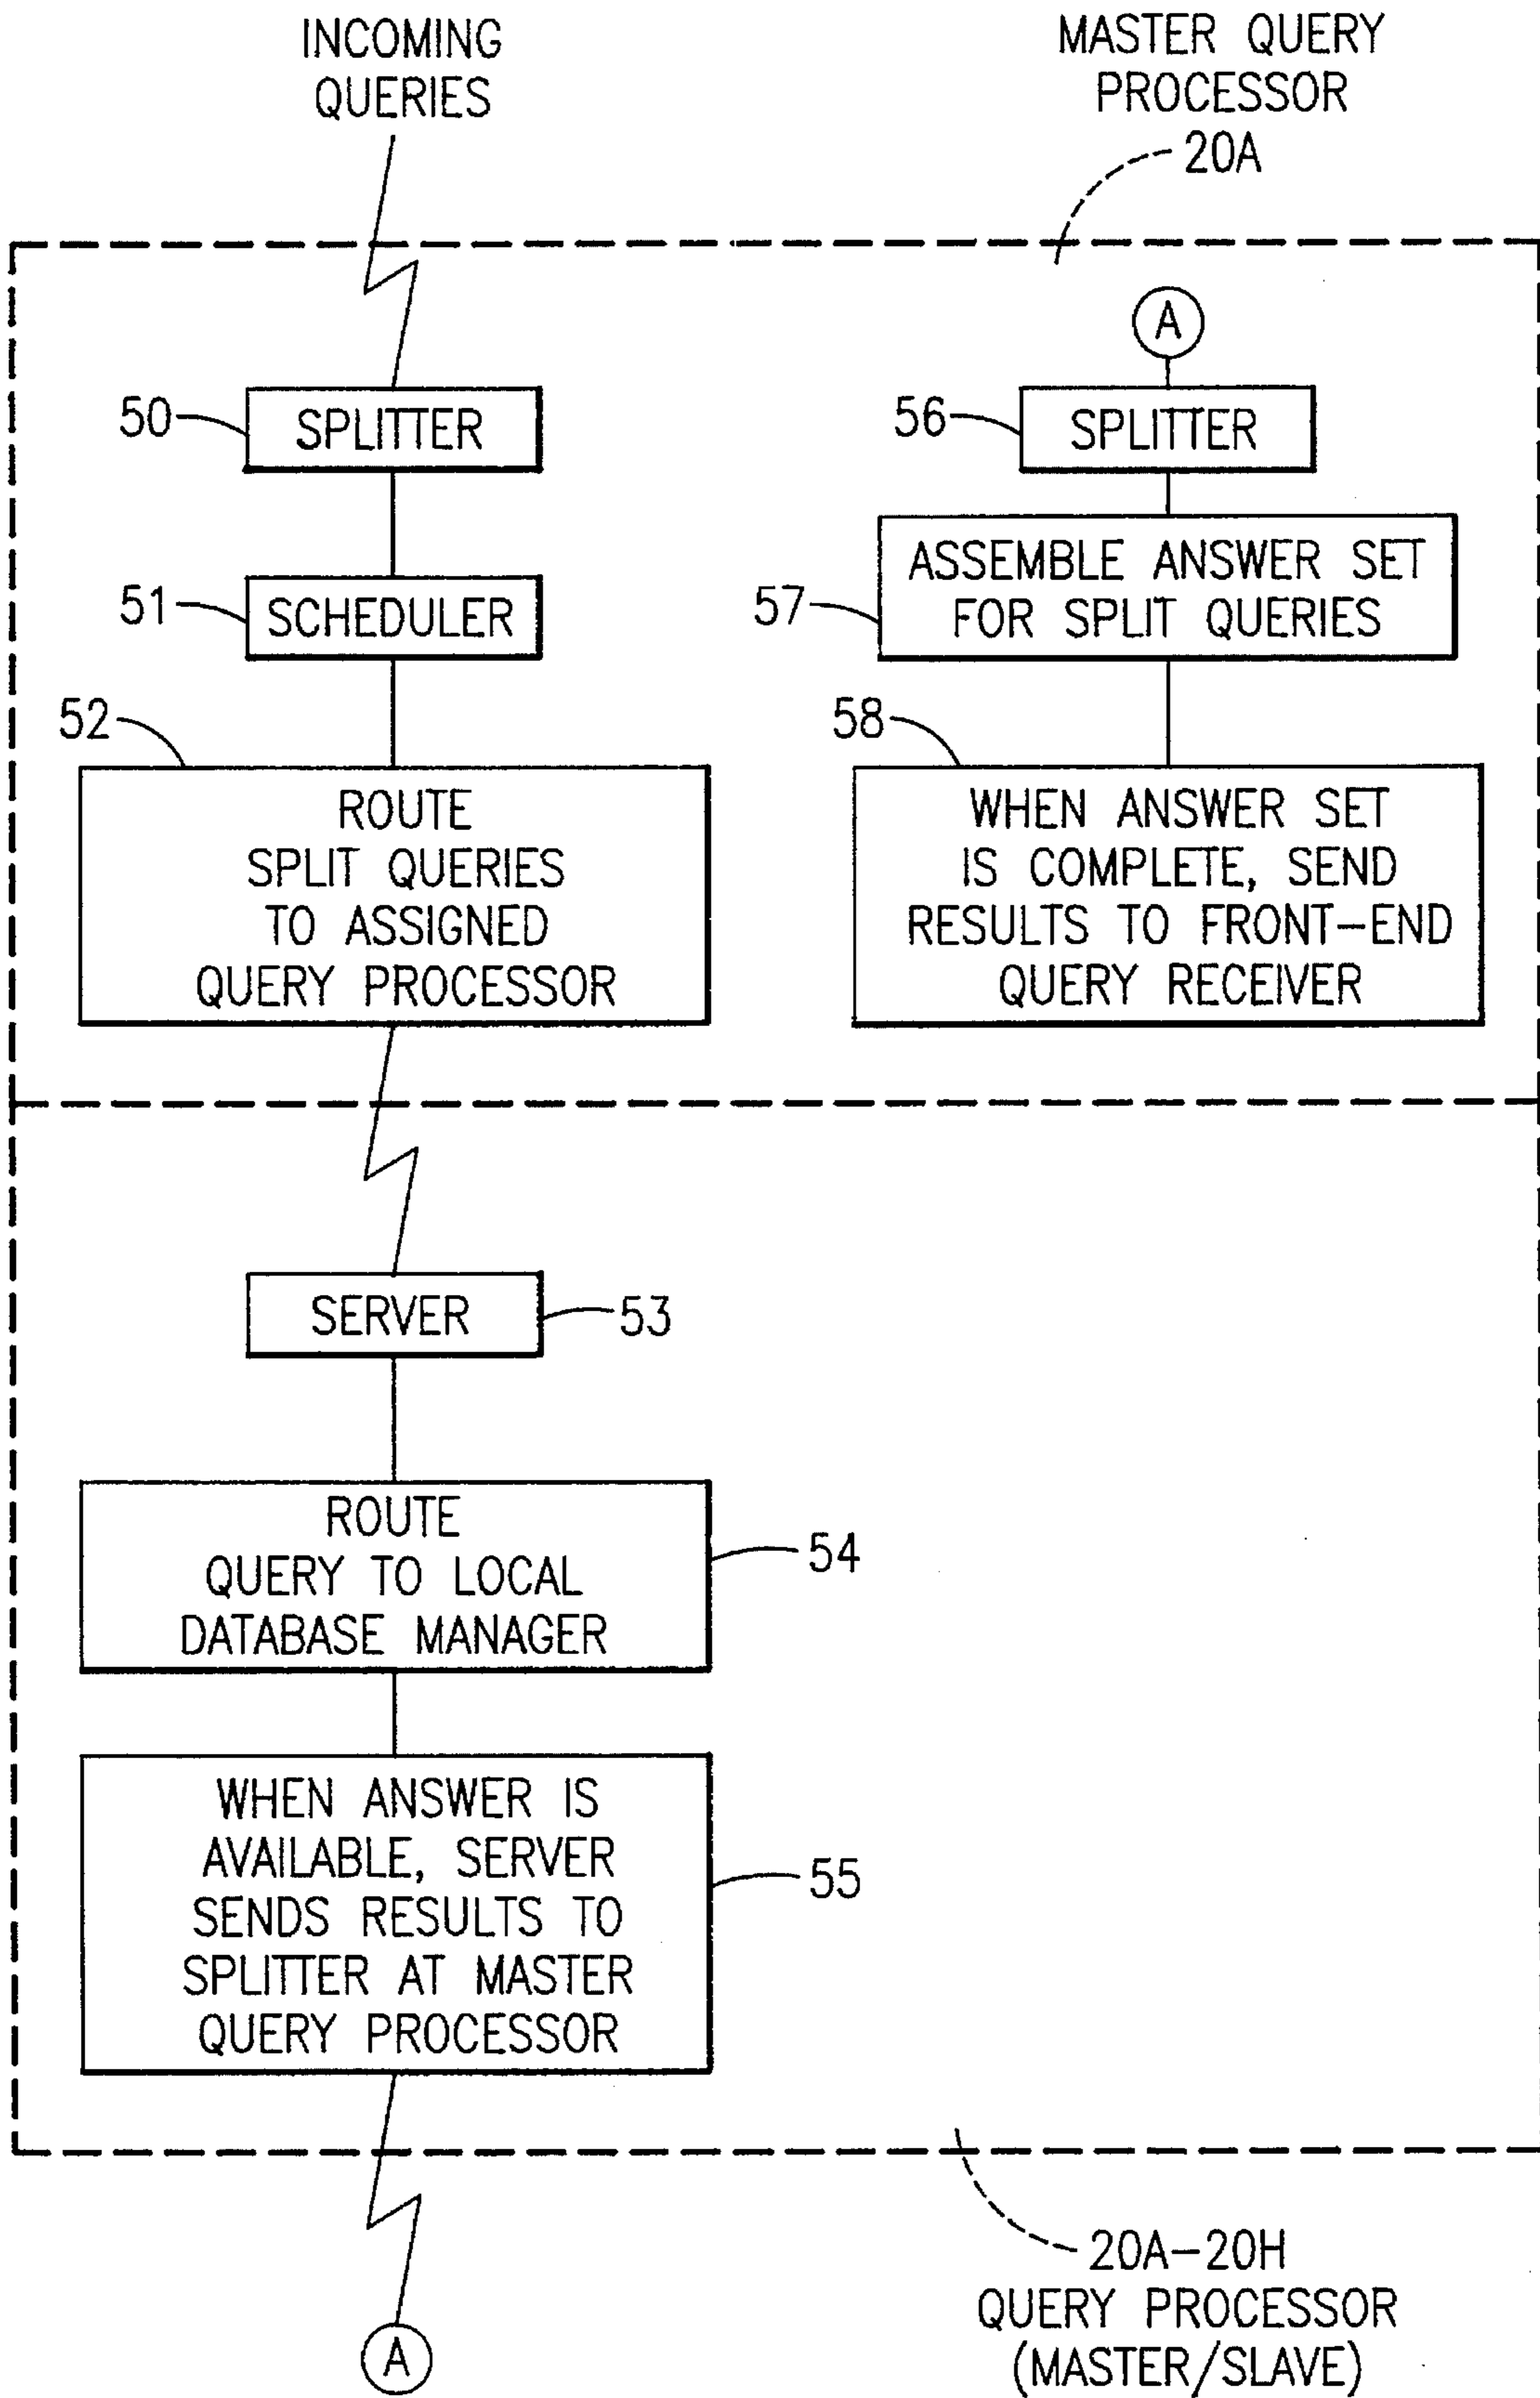 INCOMING
QUERIES
MASTER QUERY
PROCESSOR
20A
50
SPLITTER
51
SCHEDULER
52
ROUTE
SPLIT QUERIES
TO ASSIGNED
QUERY PROCESSOR
A
56
SPLITTER
57
ASSEMBLE ANSWER SET
FOR SPLIT QUERIES
58
WHEN ANSWER SET
IS COMPLETE, SEND
RESULTS TO FRONT-END
QUERY RECEIVER
SERVER
53
ROUTE
QUERY TO LOCAL
DATABASE MANAGER
54
WHEN ANSWER IS
AVAILABLE, SERVER
SENDS RESULTS TO
SPLITTER AT MASTER
QUERY PROCESSOR
55
A
20A-20H
QUERY PROCESSOR
(MASTER/SLAVE)